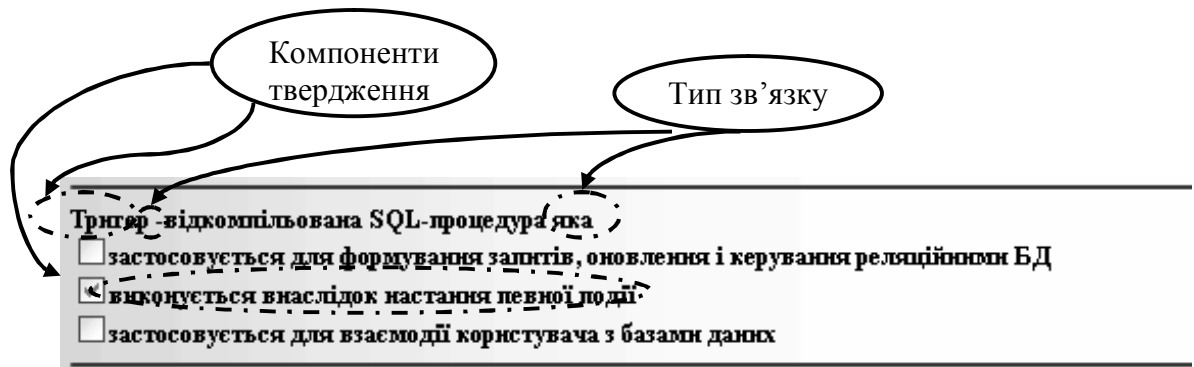 Компоненти
твердження
Тип зв’язку
Тригер -відкомпільована SQL-процедура яка
застосовується для формування запитів, оновлення і керування реляційними БД
виконується внаслідок настання певної події
застосовується для взаємодії користувача з базами даних